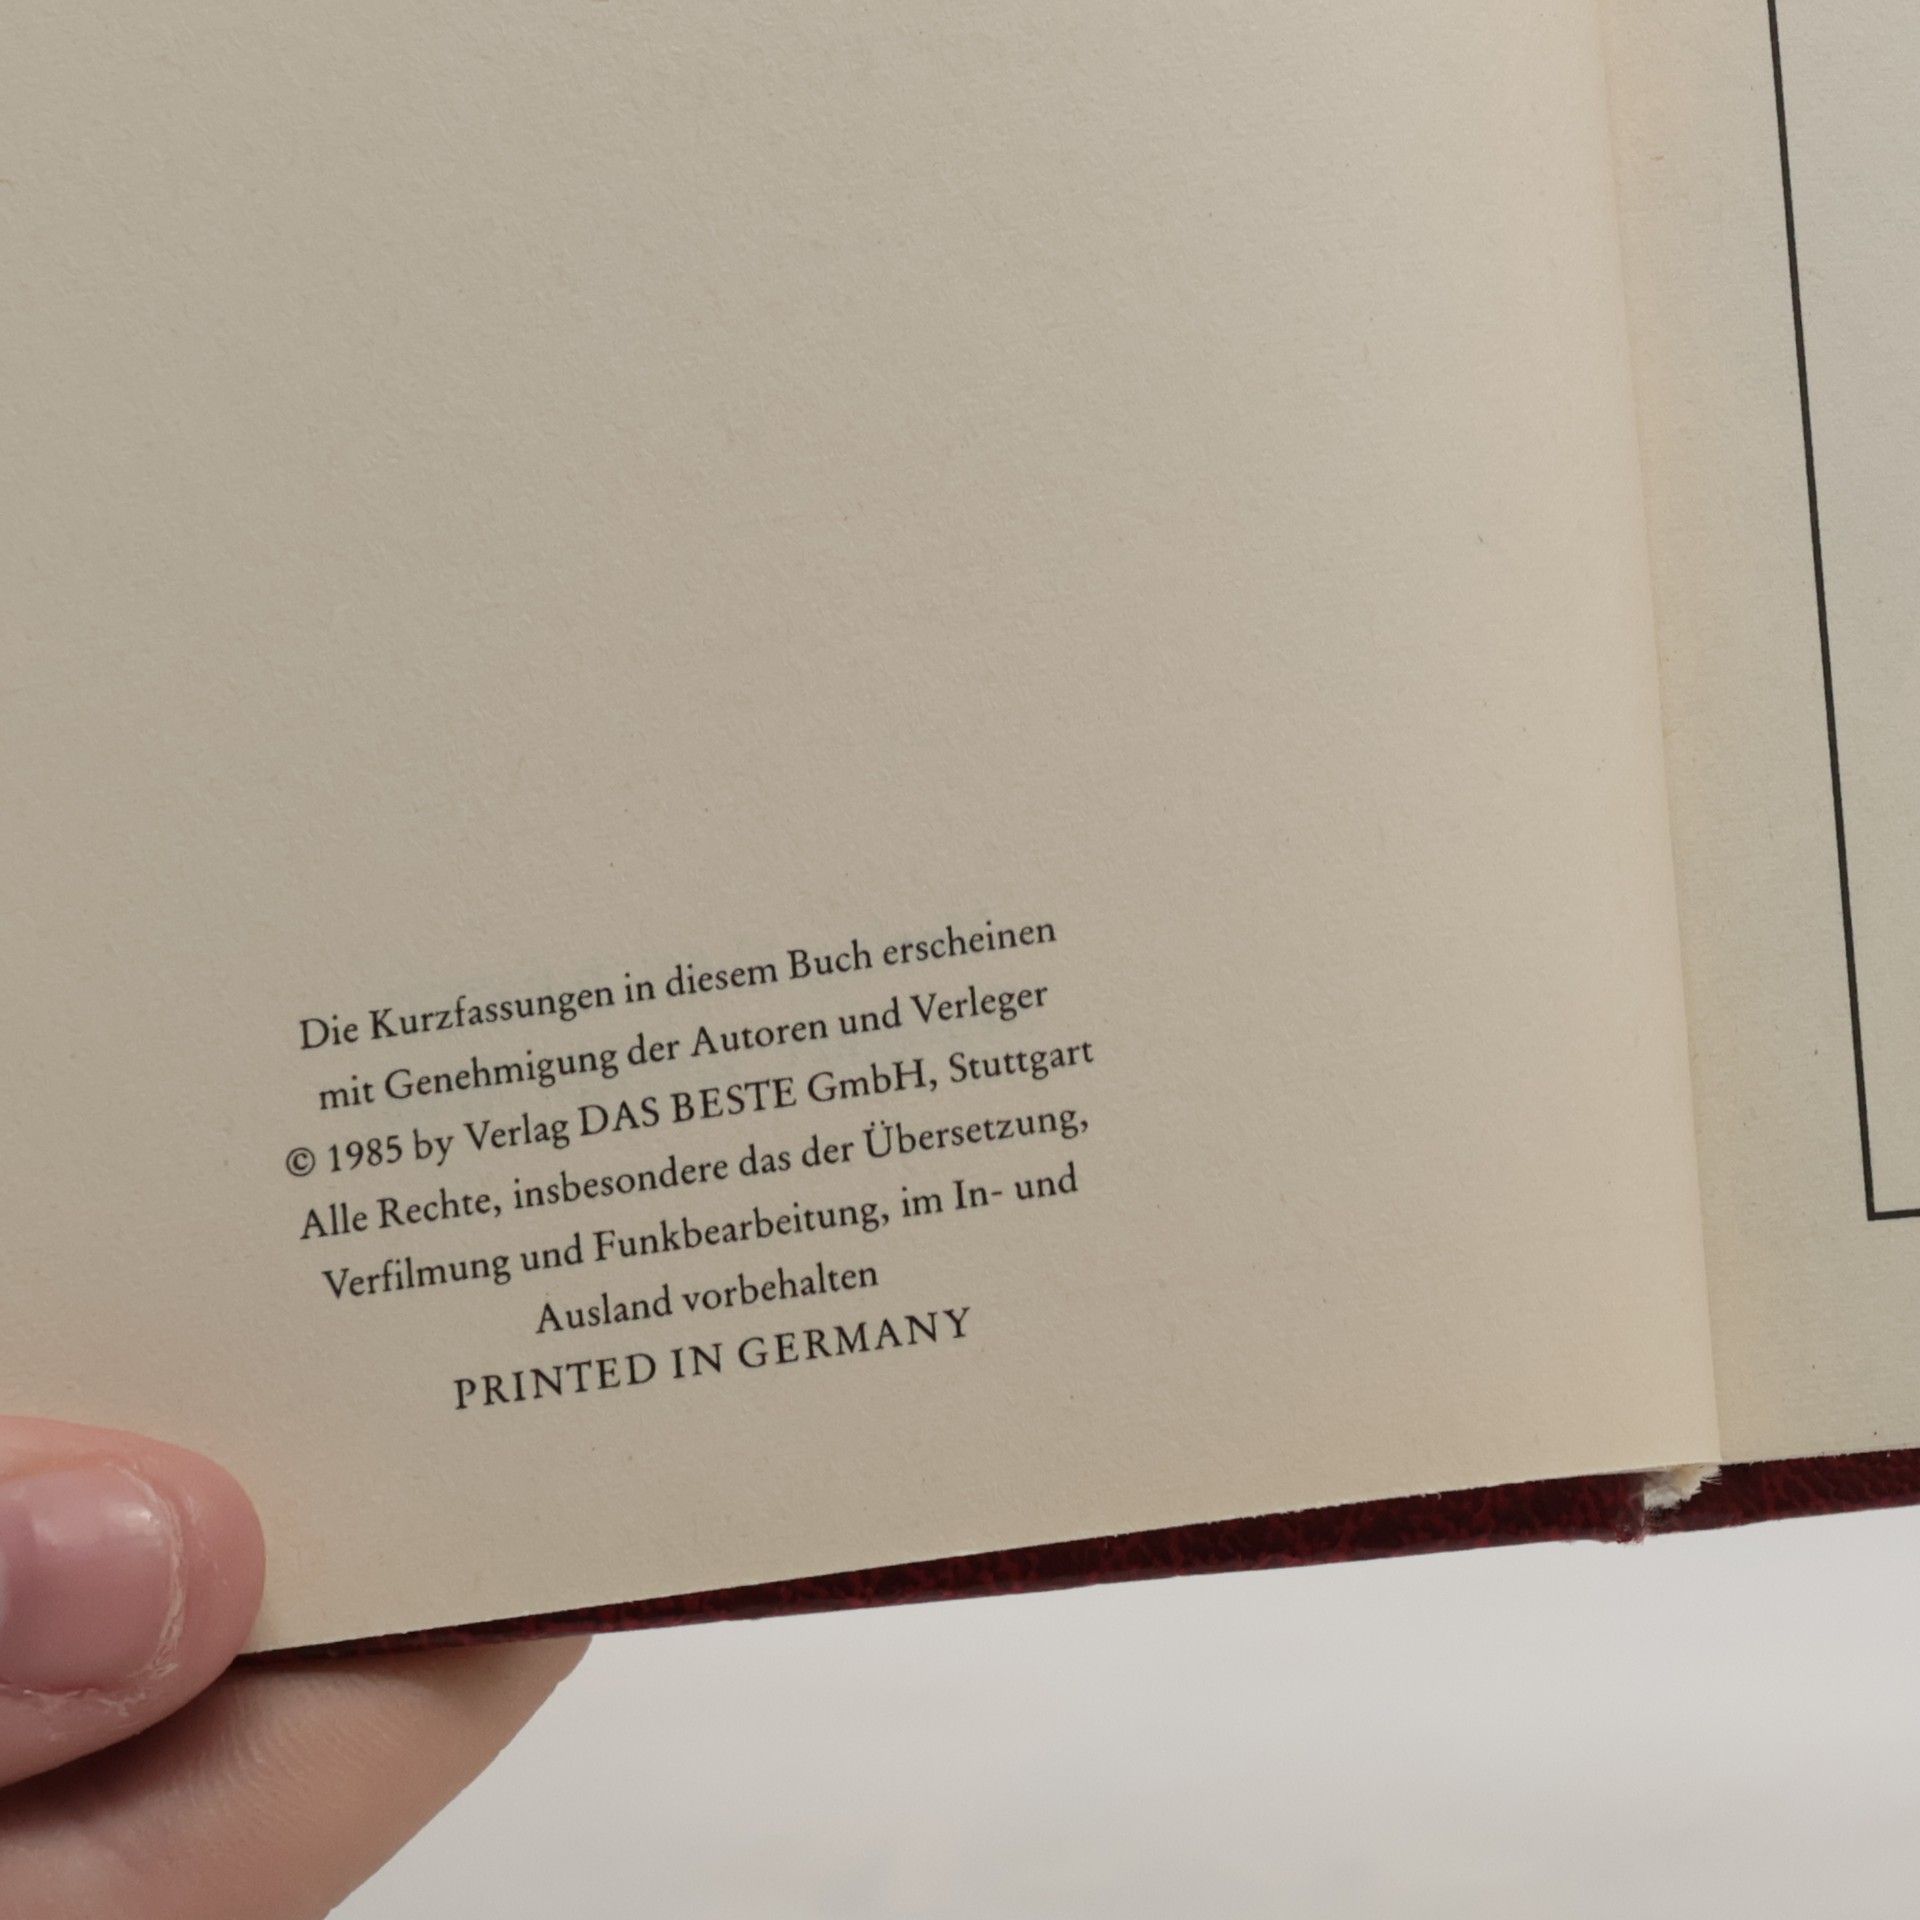 Die Kurzfassungen in diesem Buch erscheinen
mit Genehmigung der Autoren und Verleger
© 1985 by Verlag DAS BESTE GmbH, Stuttgart
Alle Rechte, insbesondere das der Übersetzung,
Verfilmung und Funkbearbeitung, im In- und
Ausland vorbehalten
PRINTED IN GERMANY